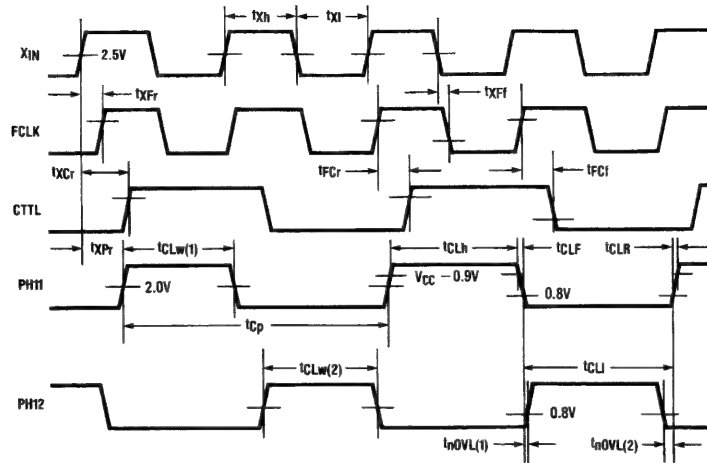 tXh tXl
XIN
2.5V
tXFr tXFf
FCLK
tXCr tFCr tFCf
CTTL
tXPr tCLw(1) tCLh tCLF tCLR
PH11
2.0V VCC – 0.9V 0.8V
tCp
tCLw(2) tCLl
PH12
0.8V
tnOVL(1) tnOVL(2)